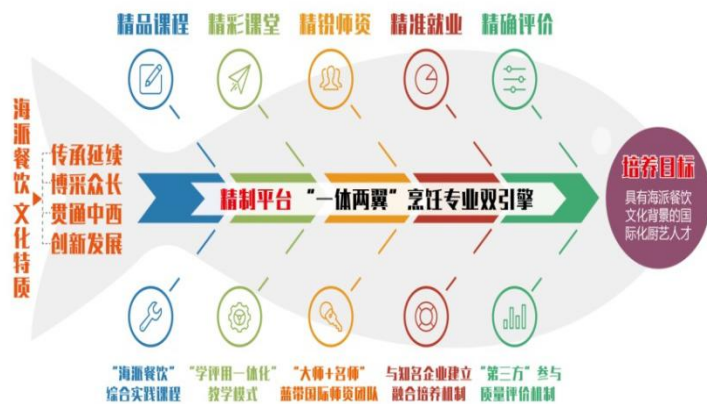 精品课程
精彩课堂
精锐师资
精准就业
精确评价
海派餐饮 文化特质
传承延续
博采众长
贯通中西
创新发展
精制平台 “一体两翼”烹饪专业双引擎
培养目标
具有海派餐饮
文化背景的国
际化厨艺人才
“海派餐饮”
综合实践课程
“学评用一体化”
教学模式
“大师+名师”
蓝带国际师资团队
与知名企业建立
融合培养机制
“第三方”参与
质量评价机制